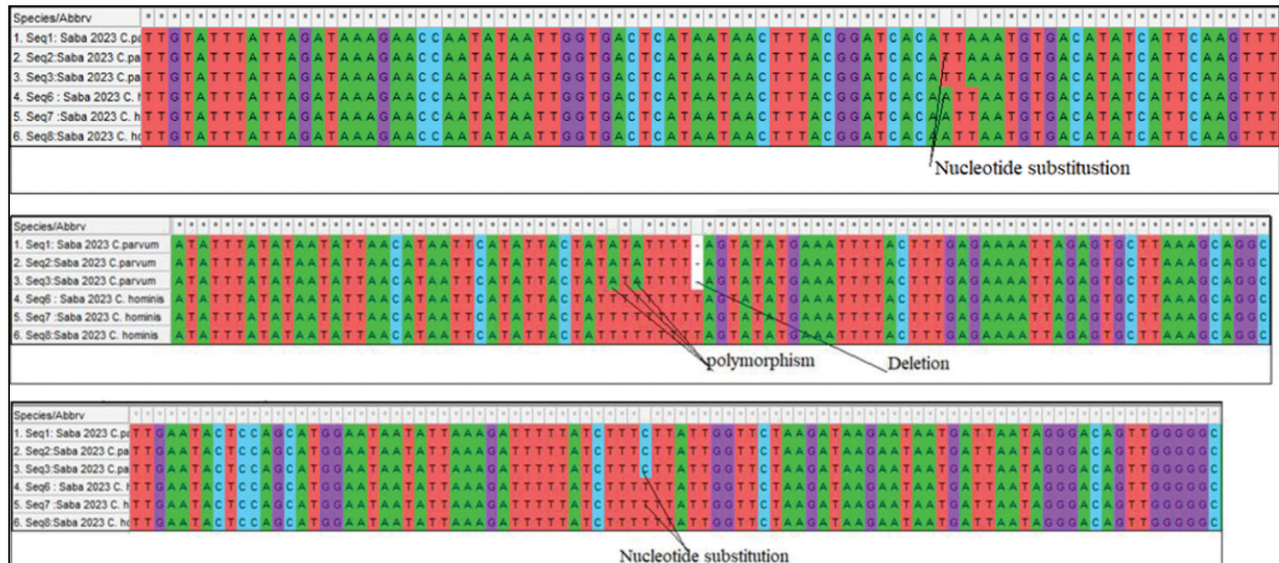 Species/Abbrv
1. Seq1: Saba 2023 C.pa TTGTATTTATTAGATAAAGAACCAATATAATTGGTGACTCATAATAACTTTACGGATCACATTAAATGTGACATATCATTCAAGTTT
2. Seq2:Saba 2023 C.pa TTGTATTTATTAGATAAAGAACCAATATAATTGGTGACTCATAATAACTTTACGGATCACATTAAATGTGACATATCATTCAAGTTT
3. Seq3:Saba 2023 C.pa TTGTATTTATTAGATAAAGAACCAATATAATTGGTGACTCATAATAACTTTACGGATCACATTAAATGTGACATATCATTCAAGTTT
4. Seq6 : Saba 2023 C. h TTGTATTTATTAGATAAAGAACCAATATAATTGGTGACTCATAATAACTTTACGGATCACAATTAATGTGACATATCATTCAAGTTT
5. Seq7 :Saba 2023 C. h TTGTATTTATTAGATAAAGAACCAATATAATTGGTGACTCATAATAACTTTACGGATCACAATTAATGTGACATATCATTCAAGTTT
6. Seq8:Saba 2023 C. ho TTGTATTTATTAGATAAAGAACCAATATAATTGGTGACTCATAATAACTTTACGGATCACAATTAATGTGACATATCATTCAAGTTT
Nucleotide substitustion
Species/Abbrv
1. Seq1: Saba 2023 C.parvum ATATTTATATAATATTAACATAATTCATATTACTATATATTTT-AGTATATGAAATTTTACTTTGAGAAAATTAGAGTGCTTAAAGCAGGC
2. Seq2:Saba 2023 C.parvum ATATTTATATAATATTAACATAATTCATATTACTATATATTTT-AGTATATGAAATTTTACTTTGAGAAAATTAGAGTGCTTAAAGCAGGC
3. Seq3:Saba 2023 C.parvum ATATTTATATAATATTAACATAATTCATATTACTATATATTTT-AGTATATGAAATTTTACTTTGAGAAAATTAGAGTGCTTAAAGCAGGC
4. Seq6 : Saba 2023 C. hominis ATATTTATATAATATTAACATAATTCATATTACTATTTTTTTTAGTATATGAAATTTTACTTTGAGAAAATTAGAGTGCTTAAAGCAGGC
5. Seq7 :Saba 2023 C. hominis ATATTTATATAATATTAACATAATTCATATTACTATTTTTTTTAGTATATGAAATTTTACTTTGAGAAAATTAGAGTGCTTAAAGCAGGC
6. Seq8:Saba 2023 C. hominis ATATTTATATAATATTAACATAATTCATATTACTATTTTTTTTAGTATATGAAATTTTACTTTGAGAAAATTAGAGTGCTTAAAGCAGGC
polymorphism Deletion
Species/Abbrv
1. Seq1: Saba 2023 C.pa TTGAATACTCCAGCATGGAATAATATTAAAGATTTTTATCTTTCTTATTGGTTCTAAGATAAGAATAATGATTAATAGGGACAGTTGGGGGC
2. Seq2:Saba 2023 C.pa TTGAATACTCCAGCATGGAATAATATTAAAGATTTTTATCTTTCTTATTGGTTCTAAGATAAGAATAATGATTAATAGGGACAGTTGGGGGC
3. Seq3:Saba 2023 C.pa TTGAATACTCCAGCATGGAATAATATTAAAGATTTTTATCTTTCTTATTGGTTCTAAGATAAGAATAATGATTAATAGGGACAGTTGGGGGC
4. Seq6 : Saba 2023 C. h TTGAATACTCCAGCATGGAATAATATTAAAGATTTTTATCTTTTTTATTGGTTCTAAGATAAGAATAATGATTAATAGGGACAGTTGGGGGC
5. Seq7 :Saba 2023 C. h TTGAATACTCCAGCATGGAATAATATTAAAGATTTTTATCTTTTTTATTGGTTCTAAGATAAGAATAATGATTAATAGGGACAGTTGGGGGC
6. Seq8:Saba 2023 C. ho TTGAATACTCCAGCATGGAATAATATTAAAGATTTTTATCTTTTTTATTGGTTCTAAGATAAGAATAATGATTAATAGGGACAGTTGGGGGC
Nucleotide substitution